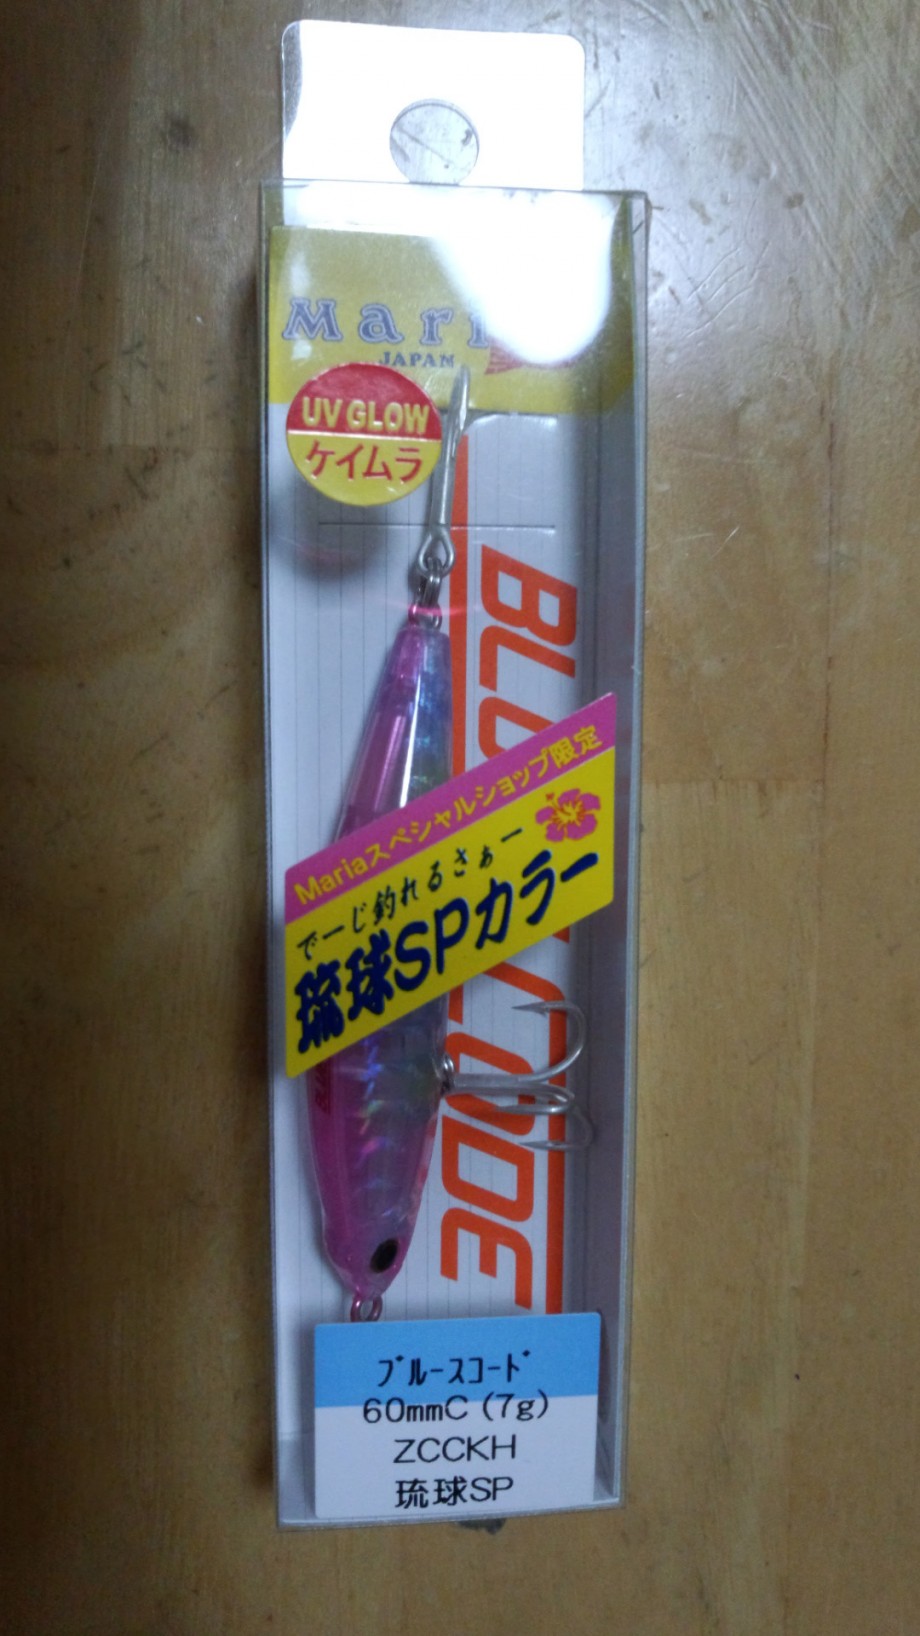 Mari
JAPAN
UV GLOW
ケイムラ
Mariaスペシャルショップ限定
でーじ釣れるさぁー
琉球SPカラー
CODE
ブルースコード
60mmC (7g)
ZCCKH
琉球SP